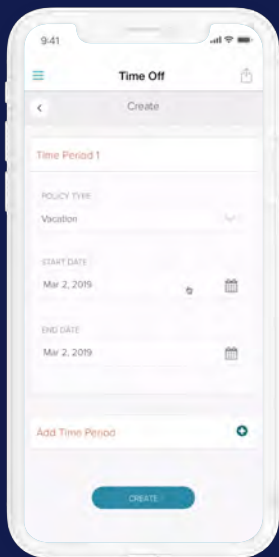 9:41
Time Off
Create
Time Period 1
POLICY TYPE
Vacation
START DATE
Mar 2, 2019
END DATE
Mar 2, 2019
Add Time Period
CREATE